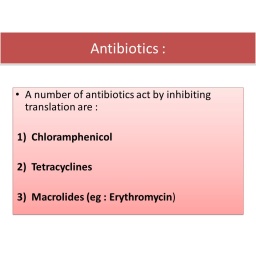 Antibiotics :
• A number of antibiotics act by inhibiting
translation are :
1) Chloramphenicol
2) Tetracyclines
3) Macrolides (eg : Erythromycin)